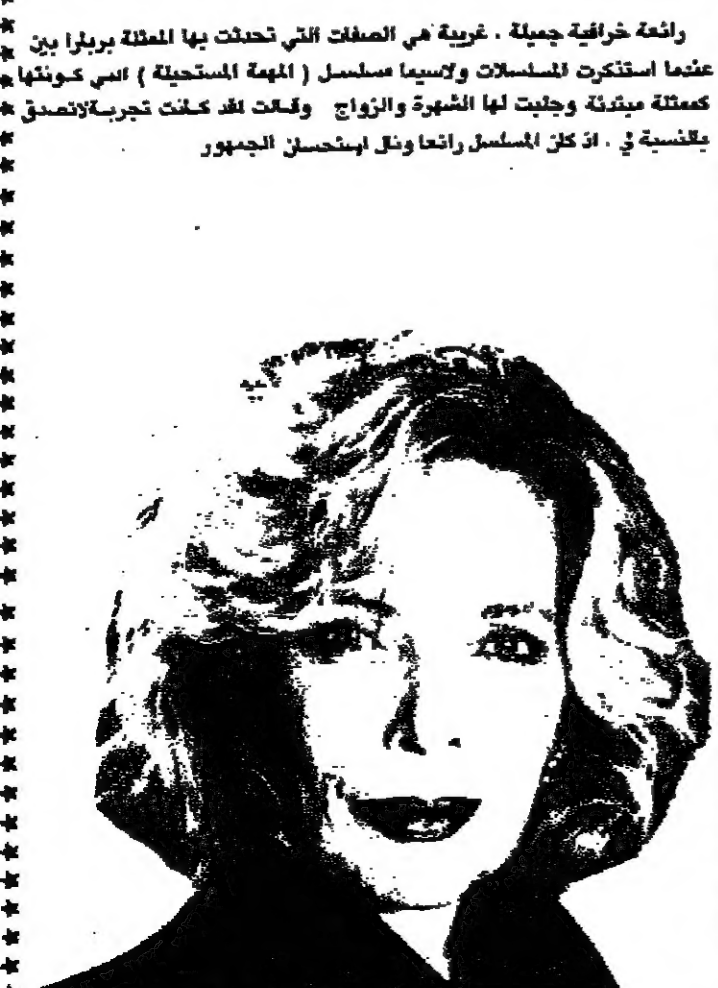 رائعة خرافية جميلة . غريبة هي الصفات التي تحدثت بها الممثلة بربارا بين
عندما استذكرت المسلسلات ولاسيما مسلسل ( المهمة المستحيلة ) التي كونتها
كممثلة مبتدئة وجلبت لها الشهرة والزواج وقالت لقد كانت تجربة لاتصدق
بالنسبة لي . اذ كان المسلسل رائعا ونال استحسان الجمهور